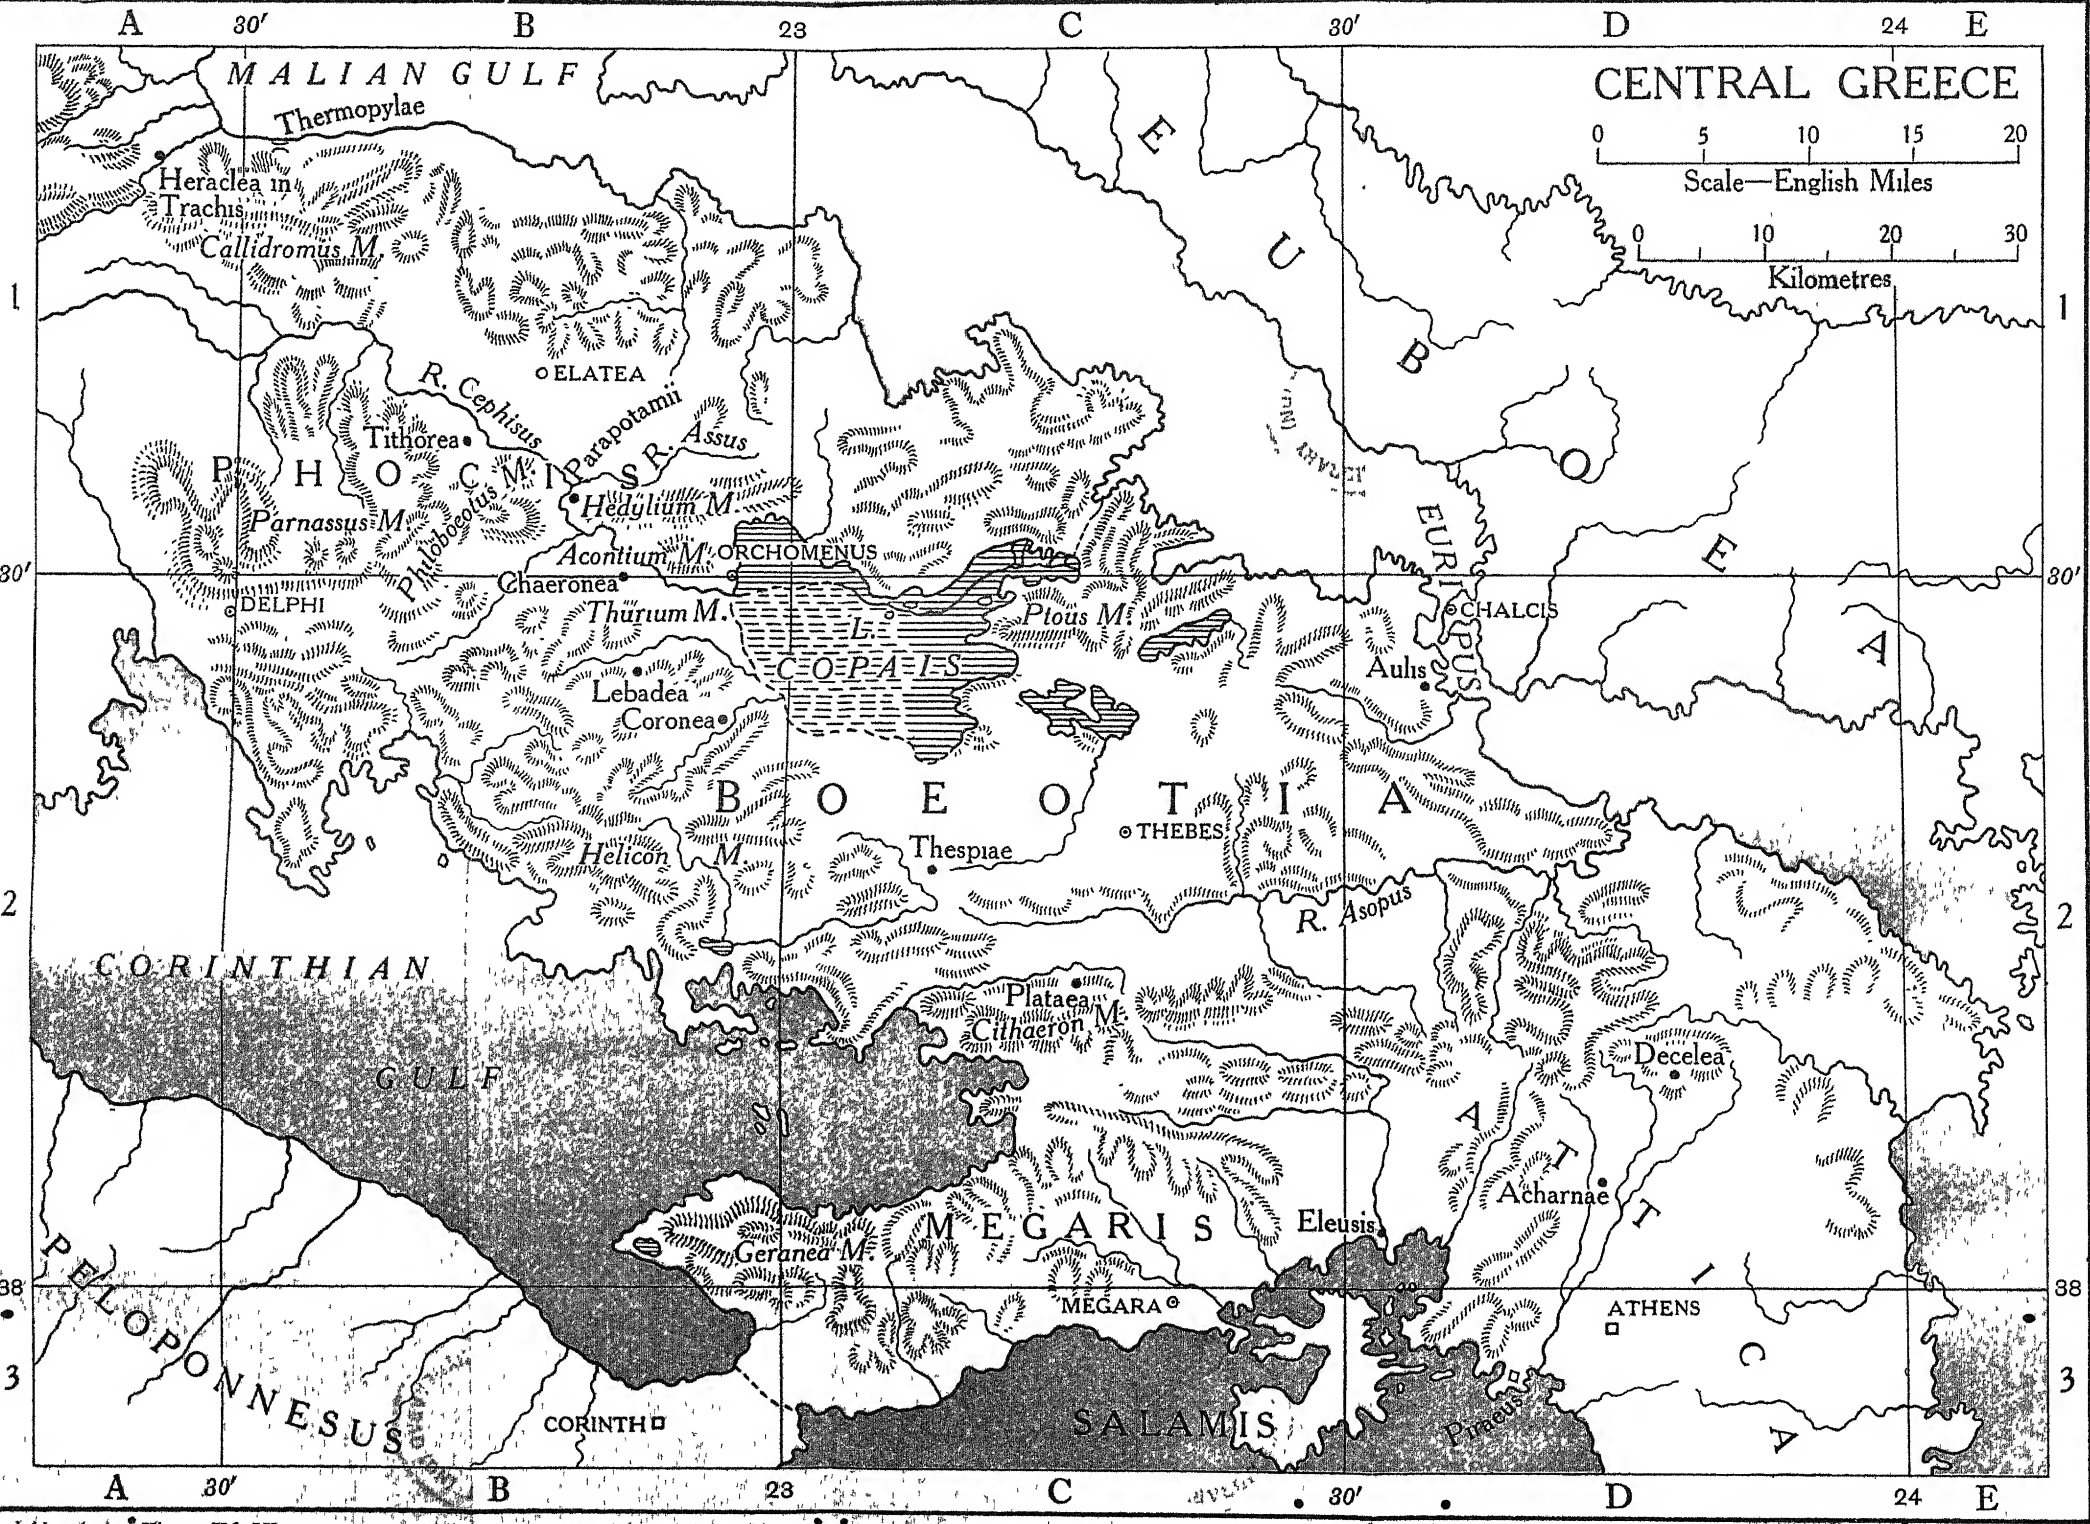 A 30' B 23 C 30' D 24 E
MALIAN GULF
CENTRAL GREECE
Thermopylae
0 5 10 15 20
Scale—English Miles
Heraclea in
Trachis
Callidromus M.
0 10 20 30
Kilometres
1
1
EUBOEA
R. Cephisus
ELATEA
Parapotamii
R. Assus
Tithorea
PHOCIS
M.
Philoboeotus
Hedylium M.
Parnassus M.
Acontium M.
ORCHOMENUS
EURIPUS
30'
30'
Chaeronea
DELPHI
Thurium M.
L.
COPAIS
Ptous M.
CHALCIS
Aulis
Lebadea
Coronea
BOEOTIA
THEBES
Thespiae
Helicon M.
2
2
R. Asopus
CORINTHIAN
GULF
Plataea
Cithaeron M.
Decelea
ATTICA
Acharnae
MEGARIS
Eleusis
Geranea M.
38
38
MEGARA
ATHENS
PELOPONNESUS
3
3
CORINTH
SALAMIS
Piraeus
A 30' B 23 C 30' D 24 E